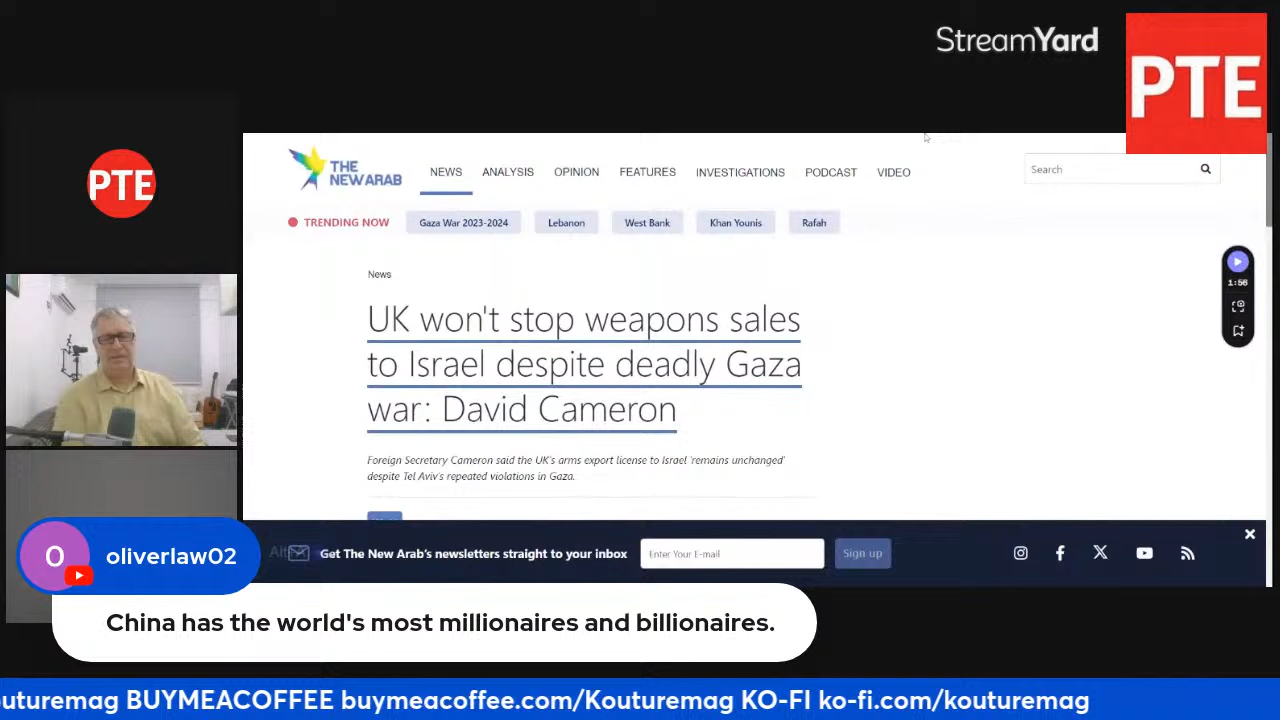 StreamYard
PTE
PTE
THE
NEWARAB
NEWS
ANALYSIS
OPINION
FEATURES
INVESTIGATIONS
PODCAST
VIDEO
Search
TRENDING NOW
Gaza War 2023-2024
Lebanon
West Bank
Khan Younis
Rafah
News
1:56
UK won't stop weapons sales
to Israel despite deadly Gaza
war: David Cameron
Foreign Secretary Cameron said the UK's arms export license to Israel 'remains unchanged'
despite Tel Aviv's repeated violations in Gaza.
Get The New Arab's newsletters straight to your inbox
Enter Your E-mail
Sign up
O
oliverlaw02
China has the world's most millionaires and billionaires.
outuremag BUYMEACOFFEE buymeacoffee.com/Kouturemag KO-FI ko-fi.com/kouturemag